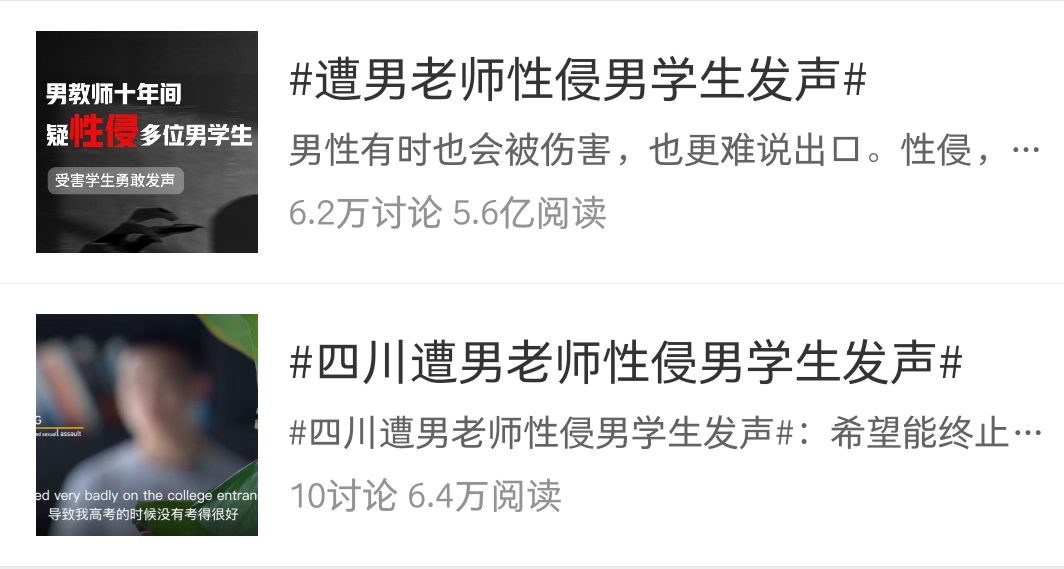 男教师十年间
疑性侵多位男学生
受害学生勇敢发声
#遭男老师性侵男学生发声#
男性有时也会被伤害，也更难说出口。性侵，…
6.2万讨论 5.6亿阅读
G
ed sexual assault
ed very badly on the college entran
导致我高考的时候没有考得很好
#四川遭男老师性侵男学生发声#
#四川遭男老师性侵男学生发声#：希望能终止…
10讨论 6.4万阅读